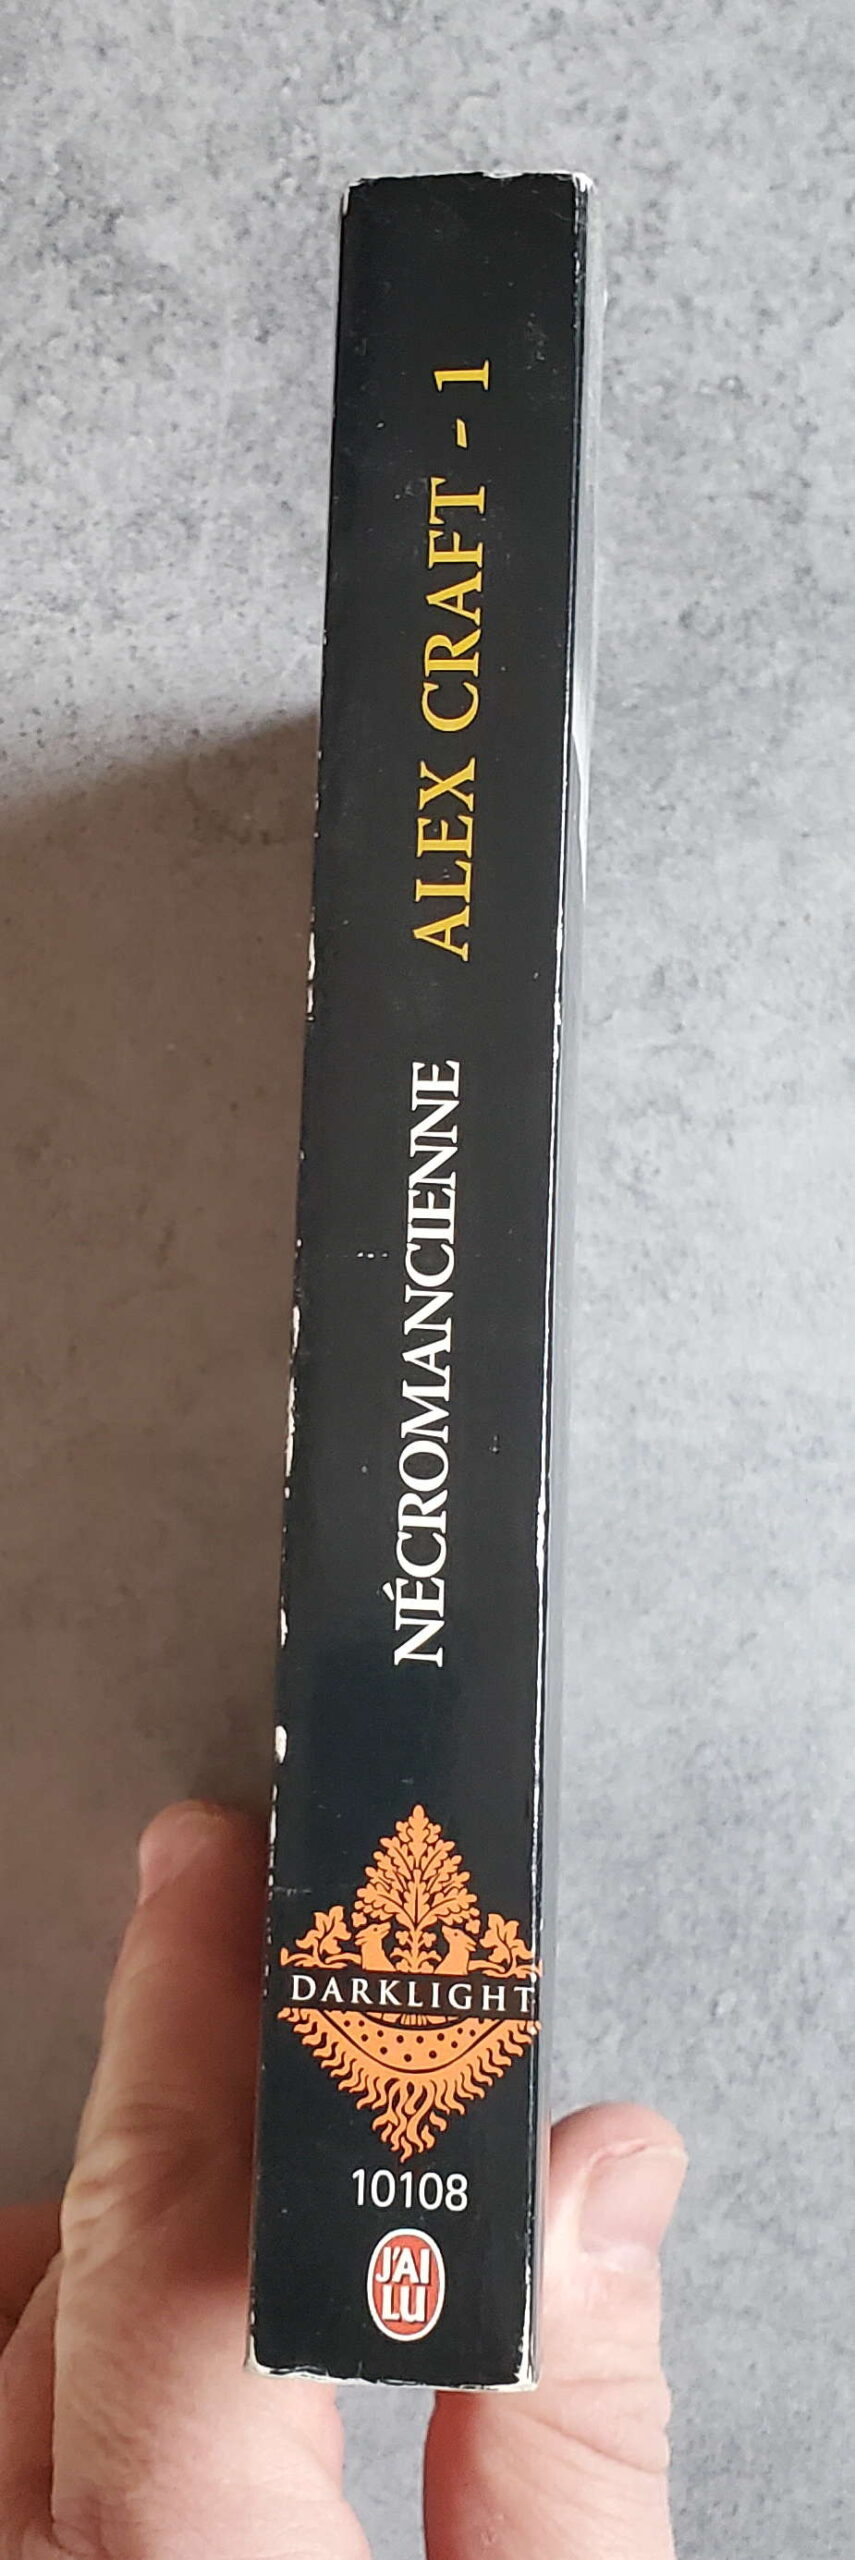 NÉCROMANCIENNE ALEX CRAFT - 1
DARKLIGHT
10108
J'AI
LU